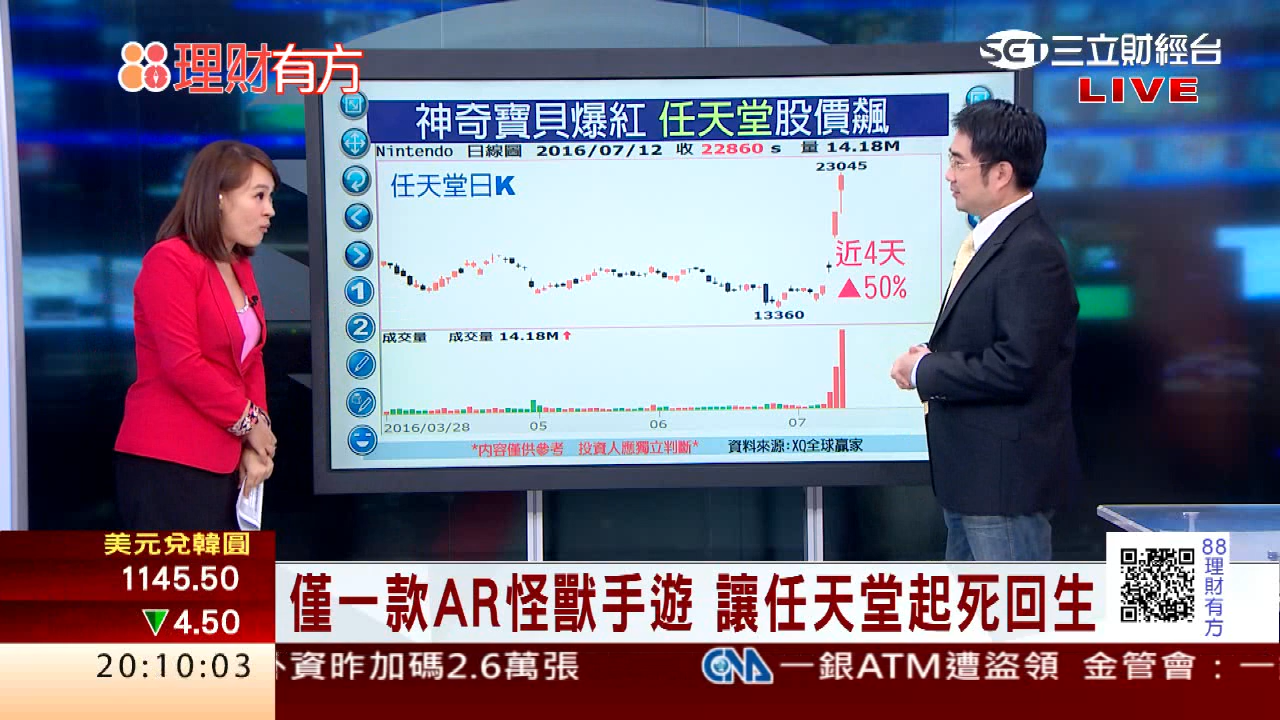 88理財有方
SET三立財經台
LIVE
神奇寶貝爆紅 任天堂股價飆
Nintendo 日線圖 2016/07/12 收 22860 s 量 14.18M
23045
任天堂日K
近4天
▲50%
13360
成交量 成交量 14.18M↑
2016/03/28 05 06 07
*內容僅供參考 投資人應獨立判斷* 資料來源:XQ全球贏家
1
2
美元兌韓圓
1145.50
▼4.50
20:10:03
僅一款AR怪獸手遊 讓任天堂起死回生
88理財有方
外資昨加碼2.6萬張 CNA 一銀ATM遭盜領 金管會：一